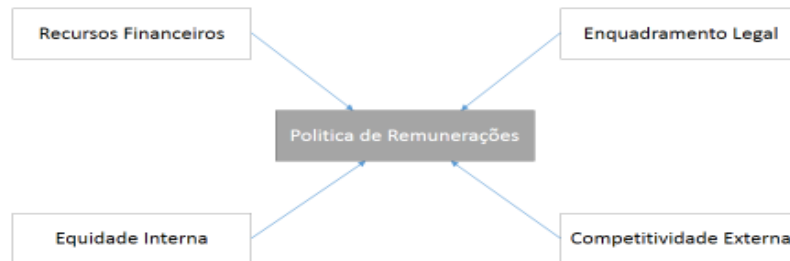 Recursos Financeiros
Enquadramento Legal
Politica de Remunerações
Equidade Interna
Competitividade Externa